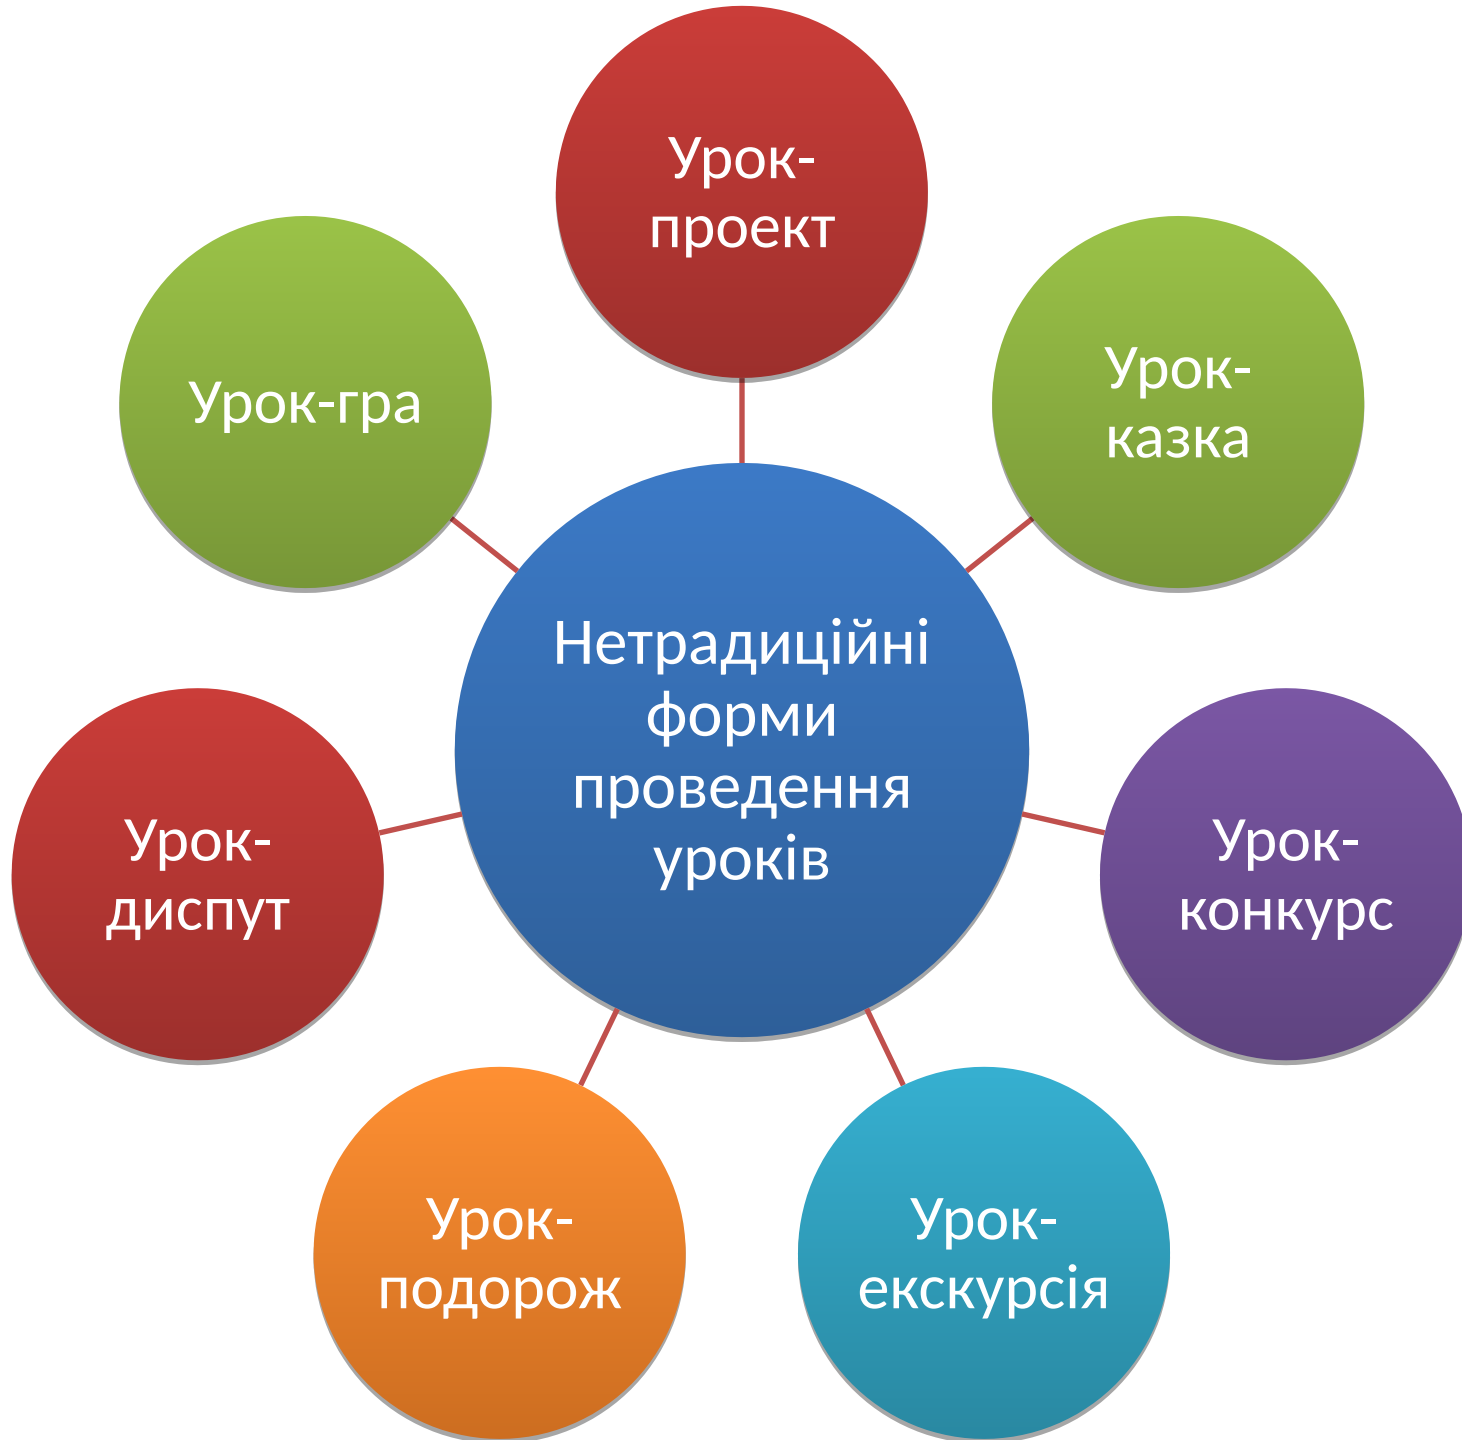 Урок-
проект
Урок-
казка
Урок-
конкурс
Урок-
екскурсія
Урок-
подорож
Урок-
диспут
Урок-гра
Нетрадиційні
форми
проведення
уроків